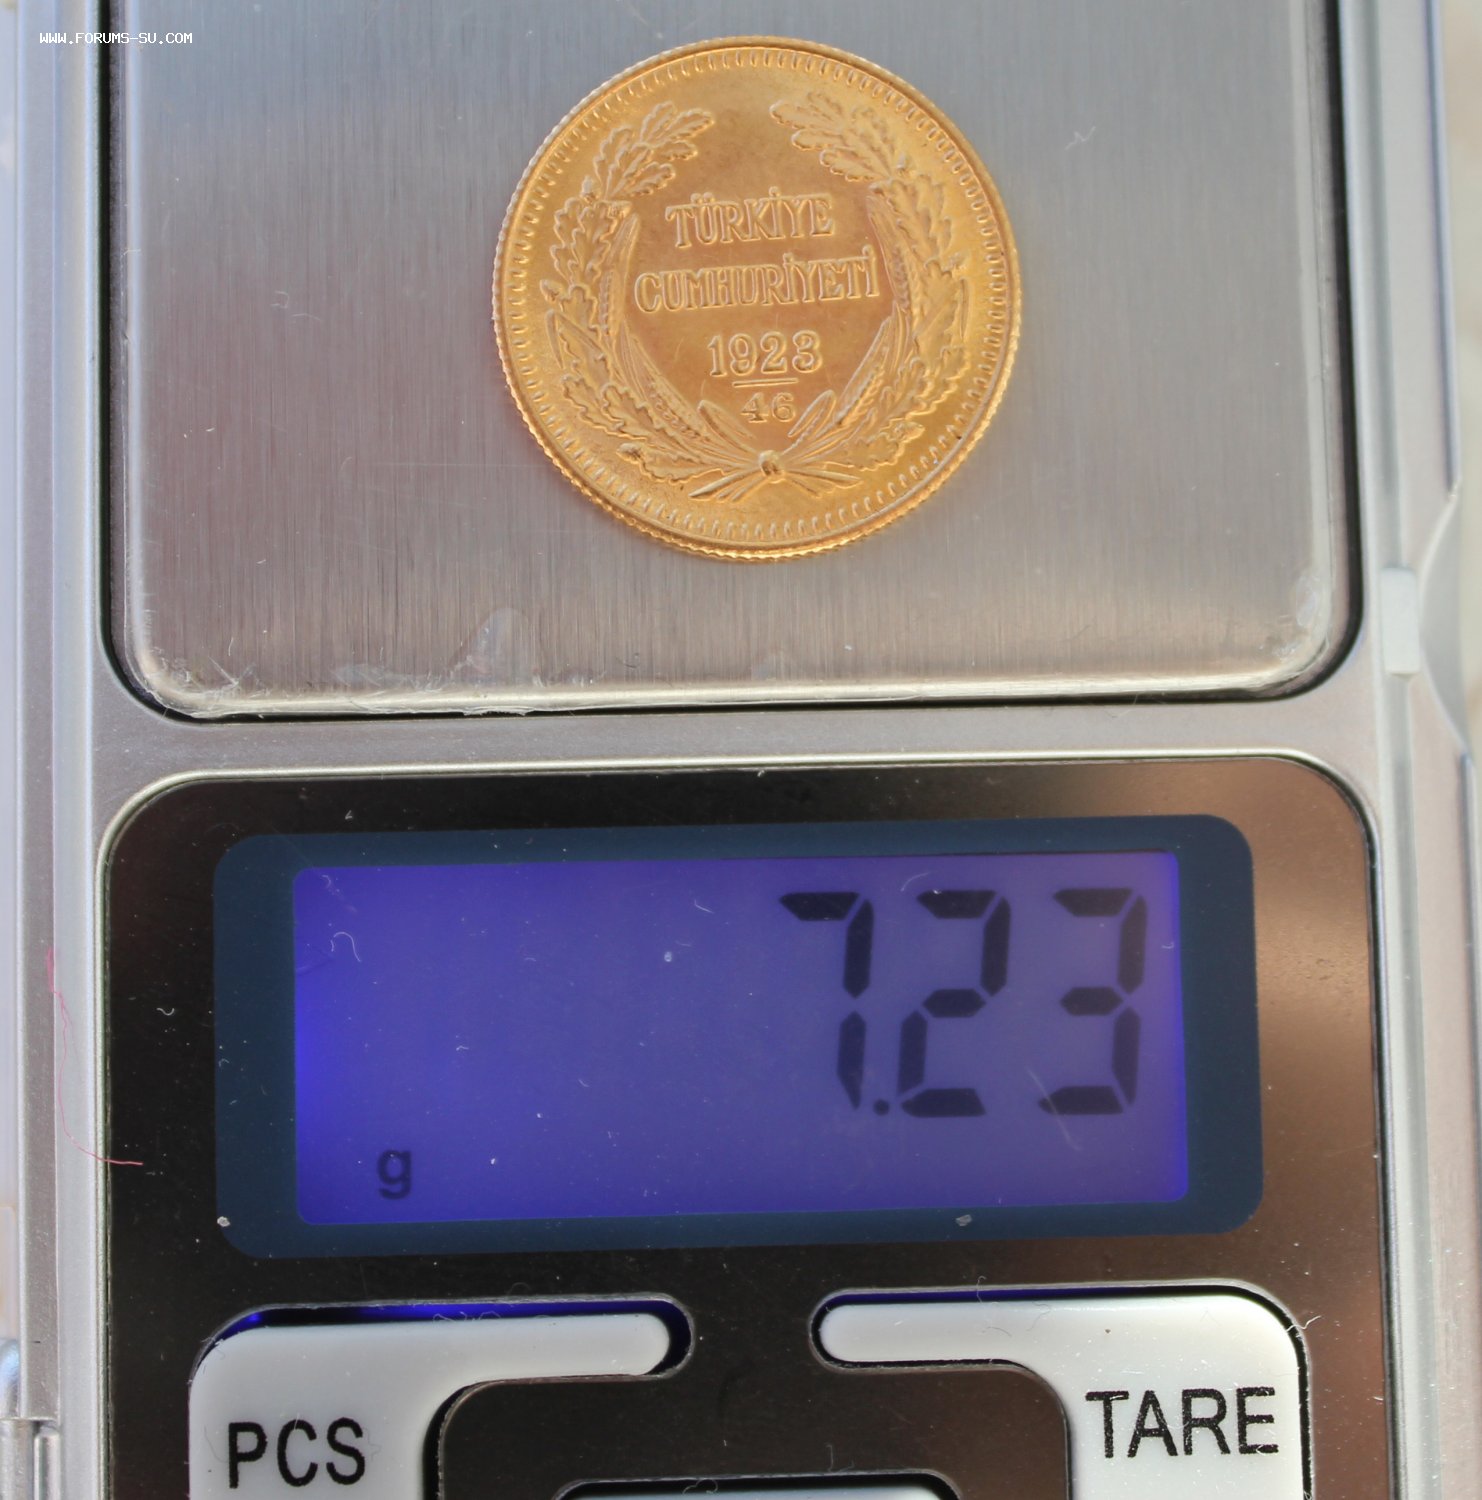 WWW.FORUMS-SU.COM
TÜRKİYE
CUMHURİYETİ
1923
46
7.23
g
PCS
TARE